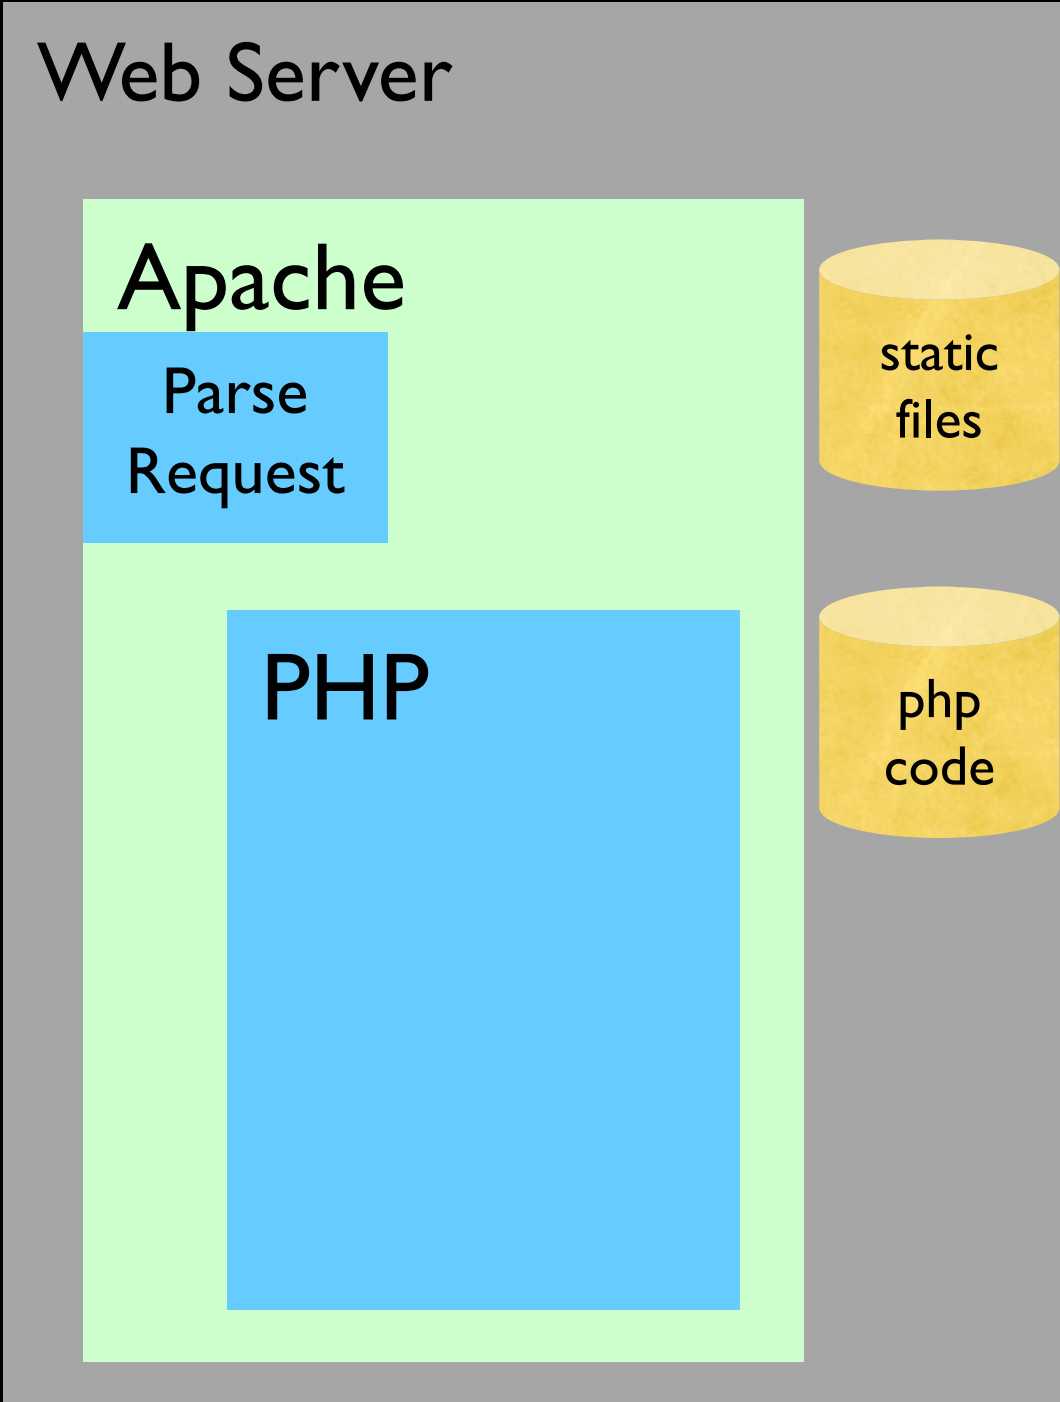 Web Server
Apache
Parse
Request
static
files
PHP
php
code